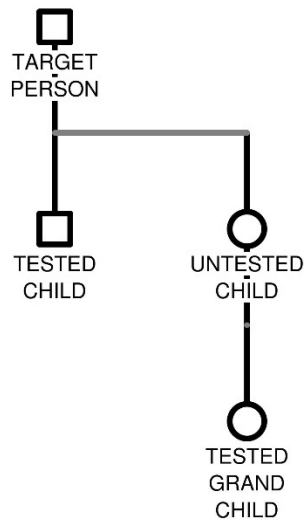 TARGET
PERSON
TESTED
CHILD
UNTESTED
CHILD
TESTED
GRAND
CHILD